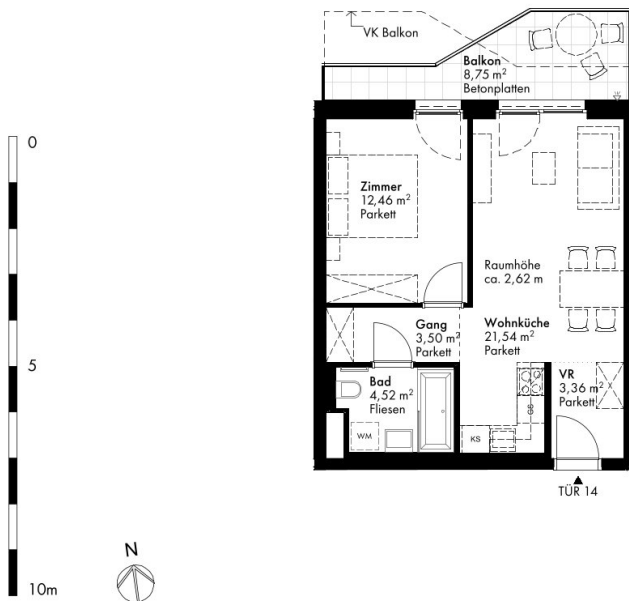 VK Balkon
Balkon
8,75 m²
Betonplatten
0
Zimmer
12,46 m²
Parkett
Raumhöhe
ca. 2,62 m
Gang
3,50 m²
Parkett
Wohnküche
21,54 m²
Parkett
5
VR
3,36 m²
Parkett
Bad
4,52 m²
Fliesen
GS
WM
KS
TÜR 14
N
10m